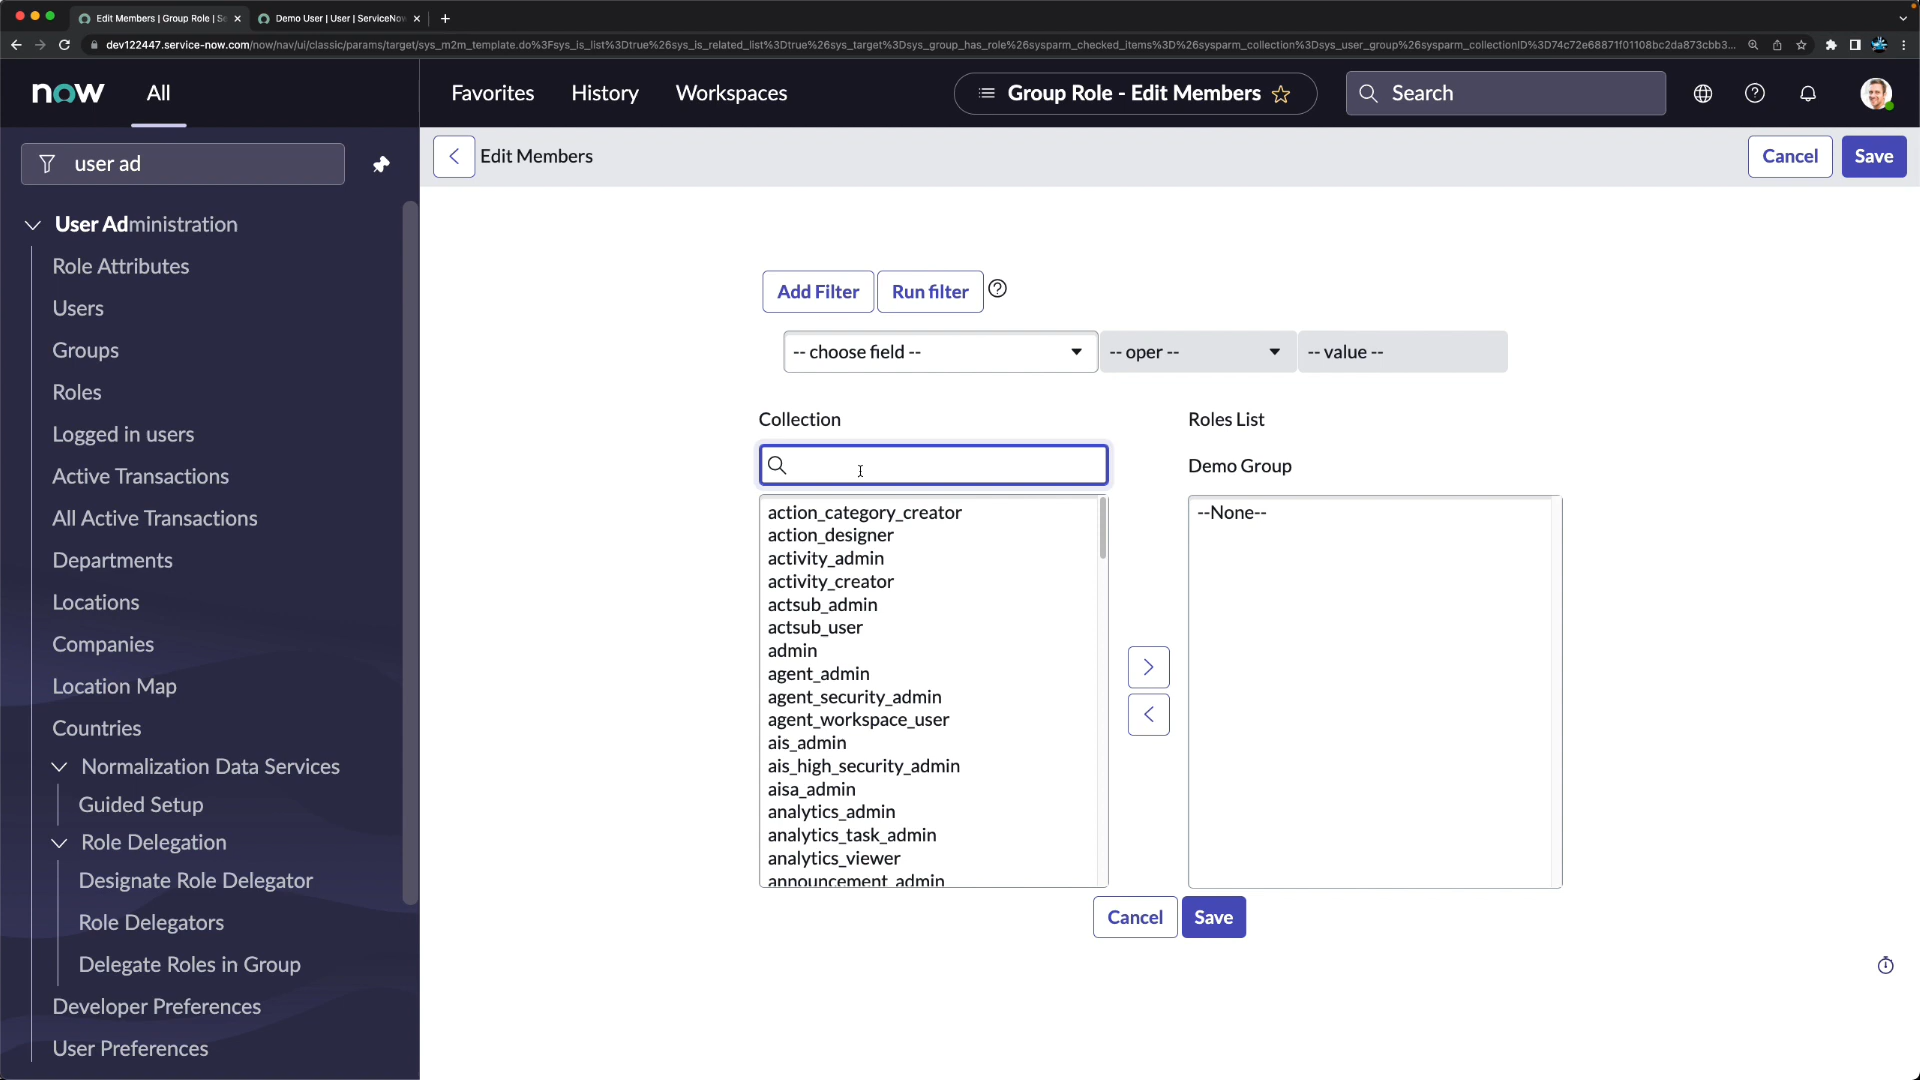 Edit Members | Group Role | Se
Demo User | User | ServiceNow
dev122447.service-now.com/now/nav/ui/classic/params/target/sys_m2m_template.do%3Fsys_is_list%3Dtrue%26sys_is_related_list%3Dtrue%26sys_target%3Dsys_group_has_role%26sysparm_checked_items%3D%26sysparm_collection%3Dsys_user_group%26sysparm_collectionID%3D74c72e68871f01108bc2da873cbb3...
now
All
Favorites
History
Workspaces
Group Role - Edit Members
Search
user ad
Edit Members
Cancel
Save
User Administration
Role Attributes
Users
Groups
Roles
Logged in users
Active Transactions
All Active Transactions
Departments
Locations
Companies
Location Map
Countries
Normalization Data Services
Guided Setup
Role Delegation
Designate Role Delegator
Role Delegators
Delegate Roles in Group
Developer Preferences
User Preferences
Add Filter
Run filter
-- choose field --
-- oper --
-- value --
Collection
Roles List
Demo Group
action_category_creator
action_designer
activity_admin
activity_creator
actsub_admin
actsub_user
admin
agent_admin
agent_security_admin
agent_workspace_user
ais_admin
ais_high_security_admin
aisa_admin
analytics_admin
analytics_task_admin
analytics_viewer
announcement_admin
--None--
Cancel
Save